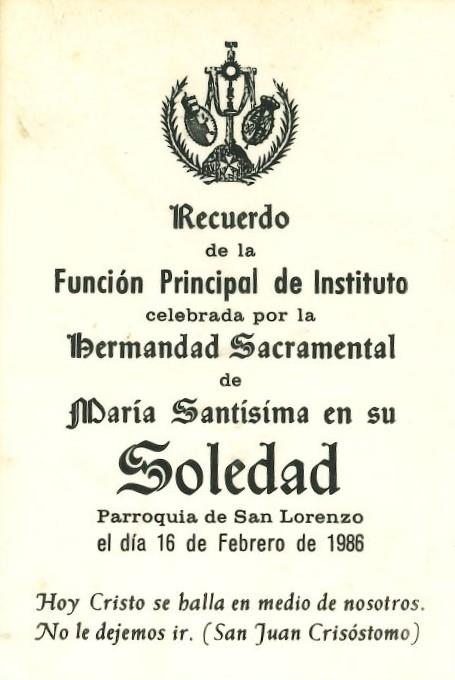 Recuerdo
de la
Función Principal de Instituto
celebrada por la
Hermandad Sacramental
de
María Santísima en su
Soledad
Parroquia de San Lorenzo
el día 16 de Febrero de 1986
Hoy Cristo se halla en medio de nosotros.
No le dejemos ir. (San Juan Crisóstomo)